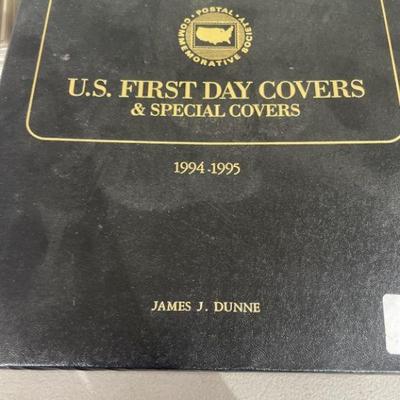 POSTAL
COMMEMORATIVE SOCIETY
U.S. FIRST DAY COVERS
& SPECIAL COVERS
1994-1995
JAMES J. DUNNE